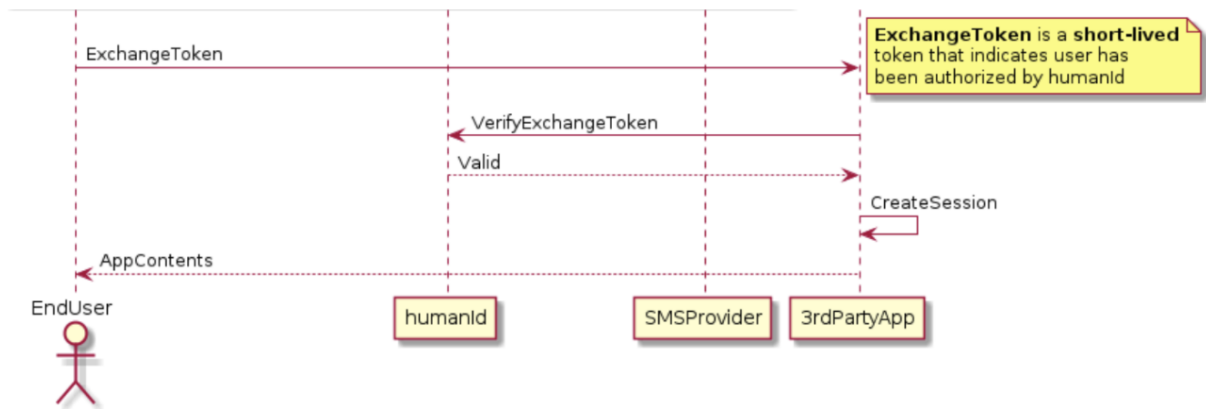 ExchangeToken
ExchangeToken is a short-lived
token that indicates user has
been authorized by humanId
VerifyExchangeToken
Valid
CreateSession
AppContents
EndUser
humanId
SMSProvider
3rdPartyApp